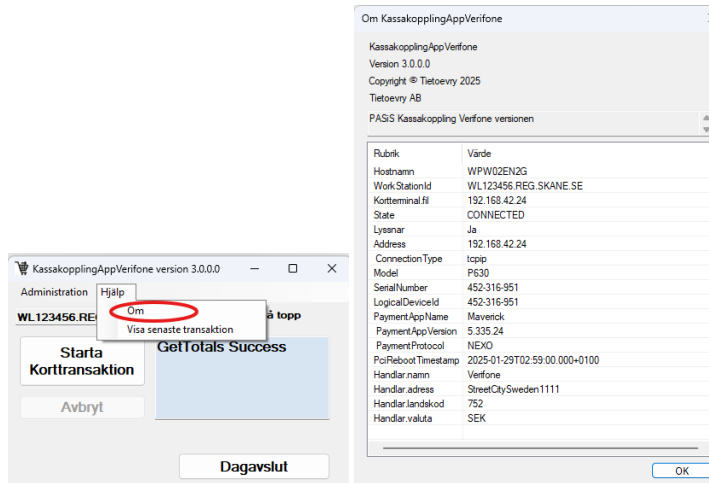 KassakopplingAppVerifone version 3.0.0.0
Administration Hjälp
WL123456.RE
å topp
Om
Visa senaste transaktion
Starta
Korttransaktion
GetTotals Success
Avbryt
Dagavslut
Om KassakopplingAppVerifone
KassakopplingAppVerifone
Version 3.0.0.0
Copyright © Tietoevry 2025
Tietoevry AB
PASiS Kassakoppling Verifone versionen
Rubrik Värde
Hostnamn WPW02EN2G
WorkStationId WL123456.REG.SKANE.SE
Kortterminal.fil 192.168.42.24
State CONNECTED
Lyssnar Ja
Address 192.168.42.24
ConnectionType tcpip
Model P630
SerialNumber 452-316-951
LogicalDeviceId 452-316-951
PaymentAppName Maverick
PaymentAppVersion 5.335.24
PaymentProtocol NEXO
PciRebootTimestamp 2025-01-29T02:59:00.000+0100
Handlar.namn Verifone
Handlar.adress StreetCitySweden1111
Handlar.landskod 752
Handlar.valuta SEK
OK